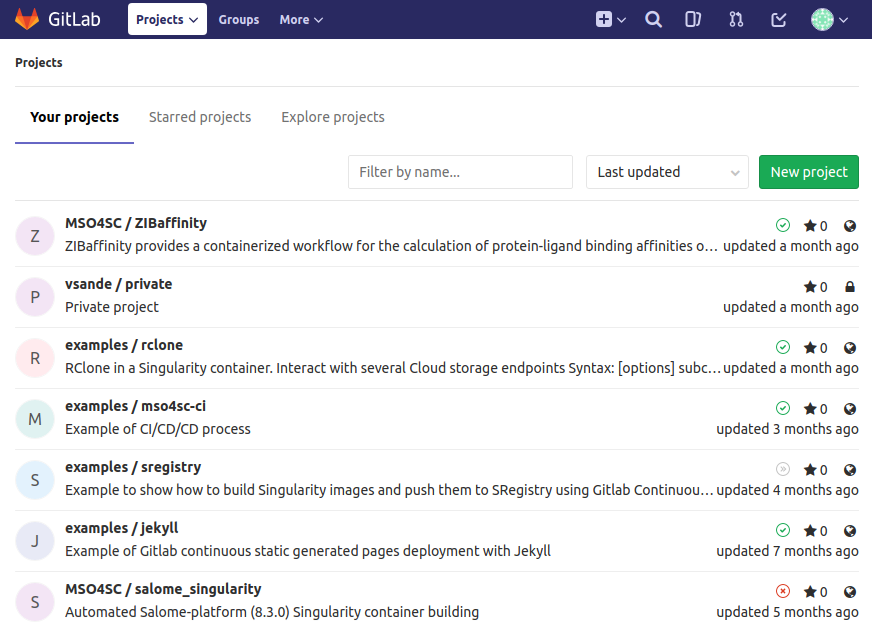 GitLab Projects Groups More
Projects
Your projects Starred projects Explore projects
Filter by name... Last updated New project
Z MSO4SC / ZIBaffinity 0
ZIBaffinity provides a containerized workflow for the calculation of protein-ligand binding affinities o... updated a month ago
P vsande / private 0
Private project updated a month ago
R examples / rclone 0
RClone in a Singularity container. Interact with several Cloud storage endpoints Syntax: [options] subc... updated a month ago
M examples / mso4sc-ci 0
Example of CI/CD/CD process updated 3 months ago
S examples / sregistry 0
Example to show how to build Singularity images and push them to SRegistry using Gitlab Continuou... updated 4 months ago
J examples / jekyll 0
Example of Gitlab continuous static generated pages deployment with Jekyll updated 7 months ago
S MSO4SC / salome_singularity 0
Automated Salome-platform (8.3.0) Singularity container building updated 5 months ago